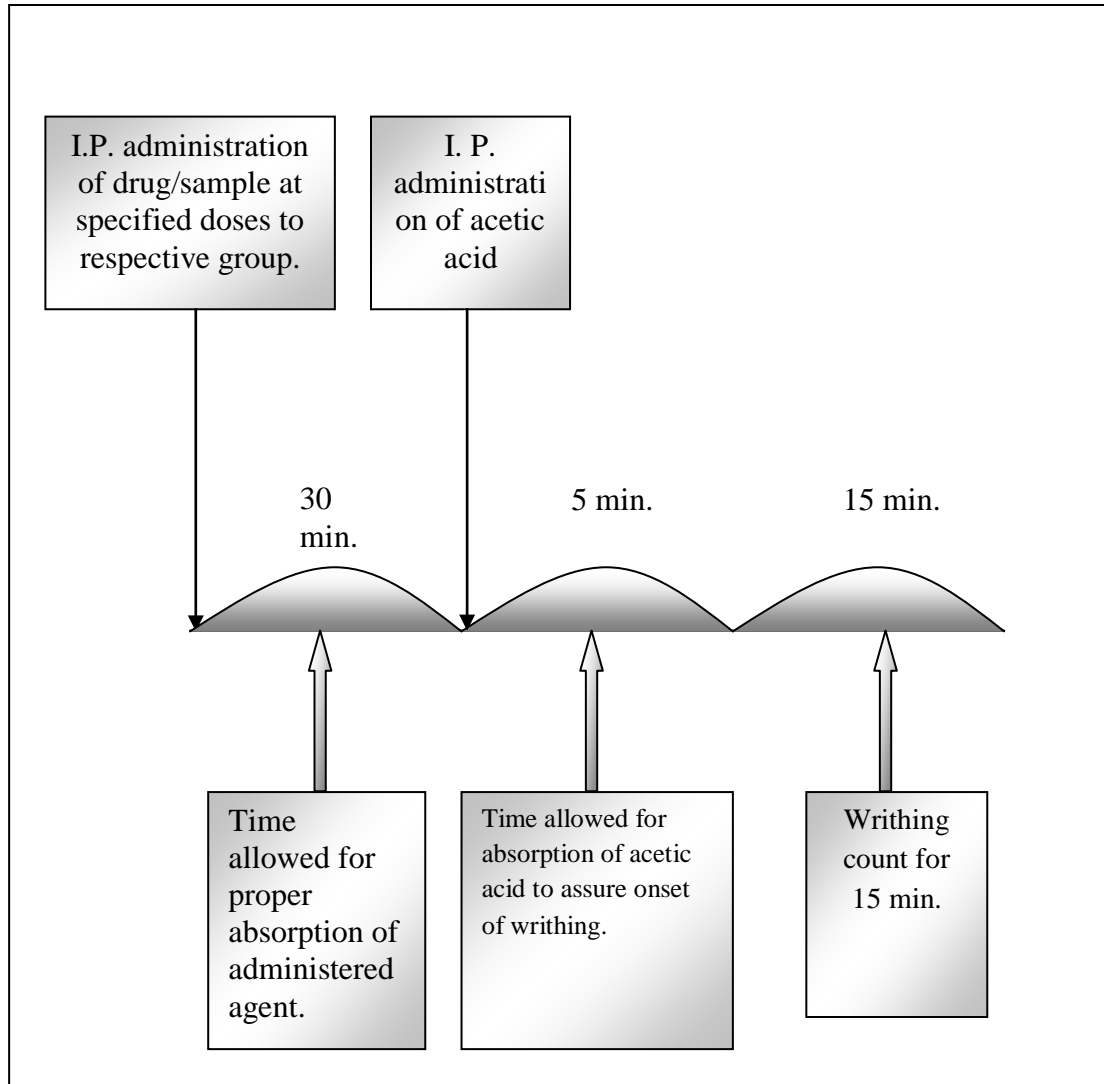 I.P. administration
of drug/sample at
specified doses to
respective group.
I. P.
administrati
on of acetic
acid
30
min.
5 min.
15 min.
Time
allowed for
proper
absorption of
administered
agent.
Time allowed for
absorption of acetic
acid to assure onset
of writhing.
Writhing
count for
15 min.